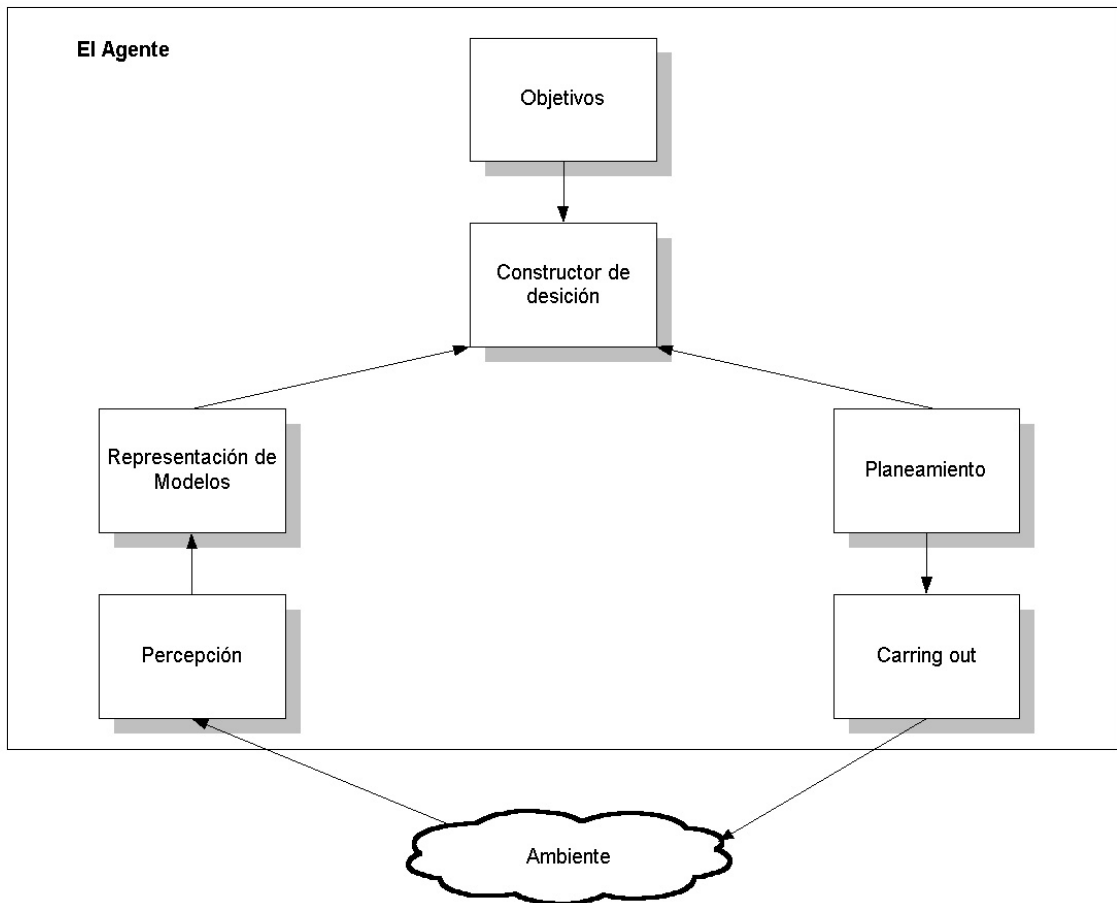 El Agente
Objetivos
Constructor de
desición
Representación de
Modelos
Planeamiento
Percepción
Carring out
Ambiente